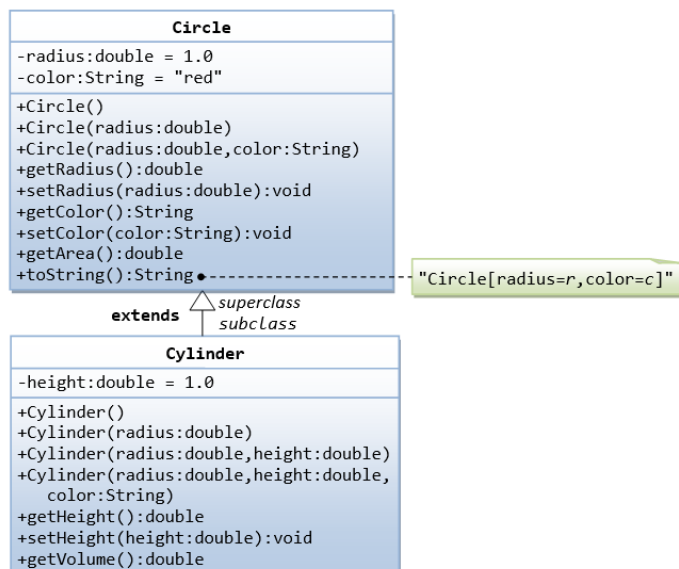 Circle
-radius:double = 1.0
-color:String = "red"
+Circle()
+Circle(radius:double)
+Circle(radius:double,color:String)
+getRadius():double
+setRadius(radius:double):void
+getColor():String
+setColor(color:String):void
+getArea():double
+toString():String
"Circle[radius=r,color=c]"
superclass
extends
subclass
Cylinder
-height:double = 1.0
+Cylinder()
+Cylinder(radius:double)
+Cylinder(radius:double,height:double)
+Cylinder(radius:double,height:double,
color:String)
+getHeight():double
+setHeight(height:double):void
+getVolume():double